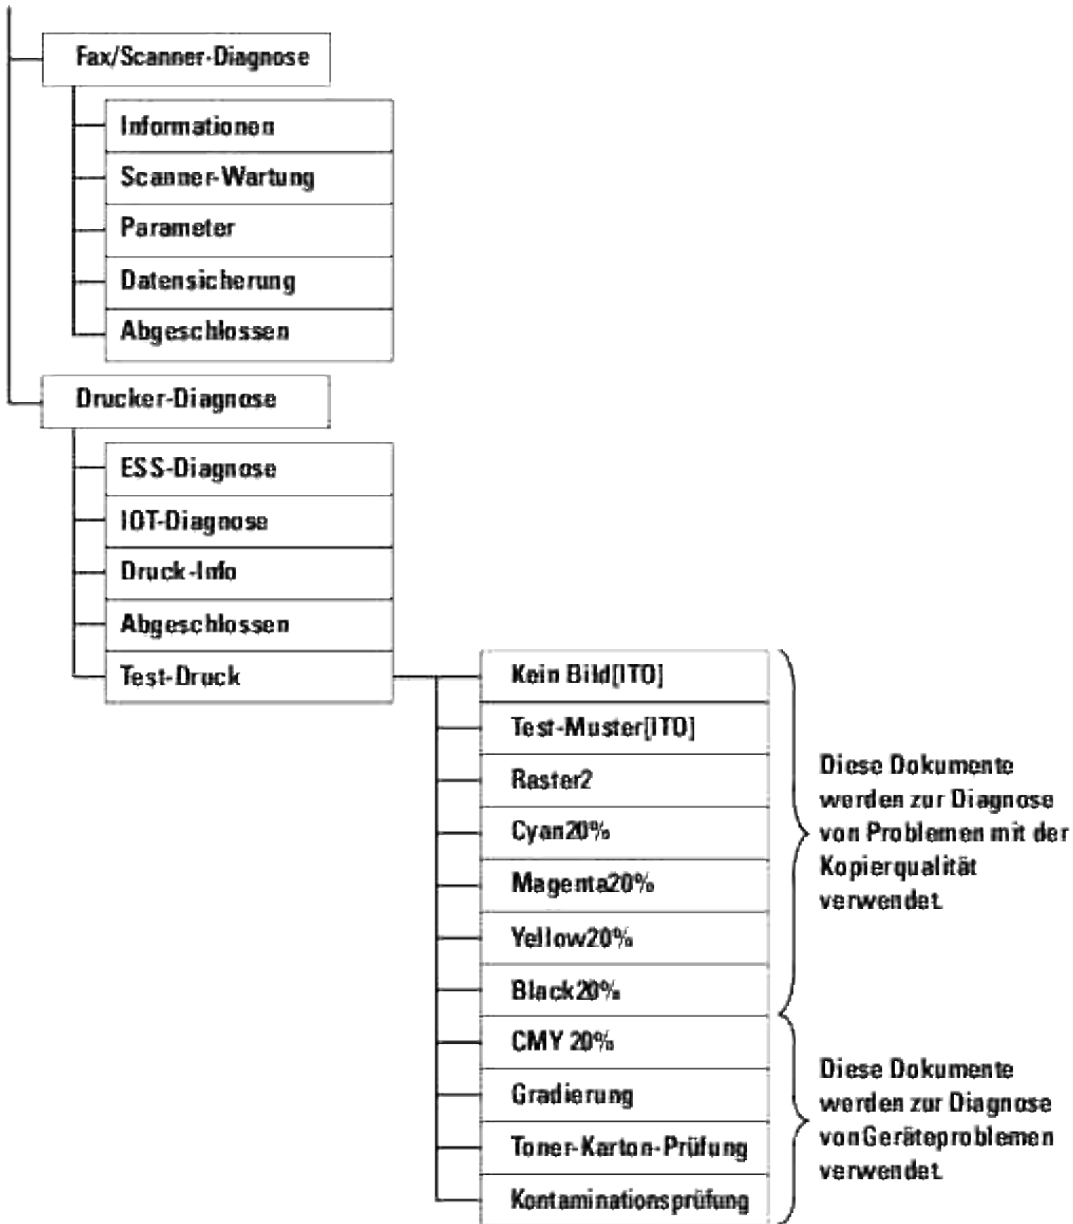 Fax/Scanner-Diagnose
Informationen
Scanner-Wartung
Parameter
Datensicherung
Abgeschlossen
Drucker-Diagnose
ESS-Diagnose
IOT-Diagnose
Druck-Info
Abgeschlossen
Test-Druck
Kein Bild[ITO]
Test-Muster[ITO]
Raster2
Cyan20%
Magenta20%
Yellow20%
Black20%
CMY 20%
Gradierung
Toner-Karton-Prüfung
Kontaminationsprüfung
Diese Dokumente
werden zur Diagnose
von Problemen mit der
Kopierqualität
verwendet.
Diese Dokumente
werden zur Diagnose
vonGeräteproblemen
verwendet.